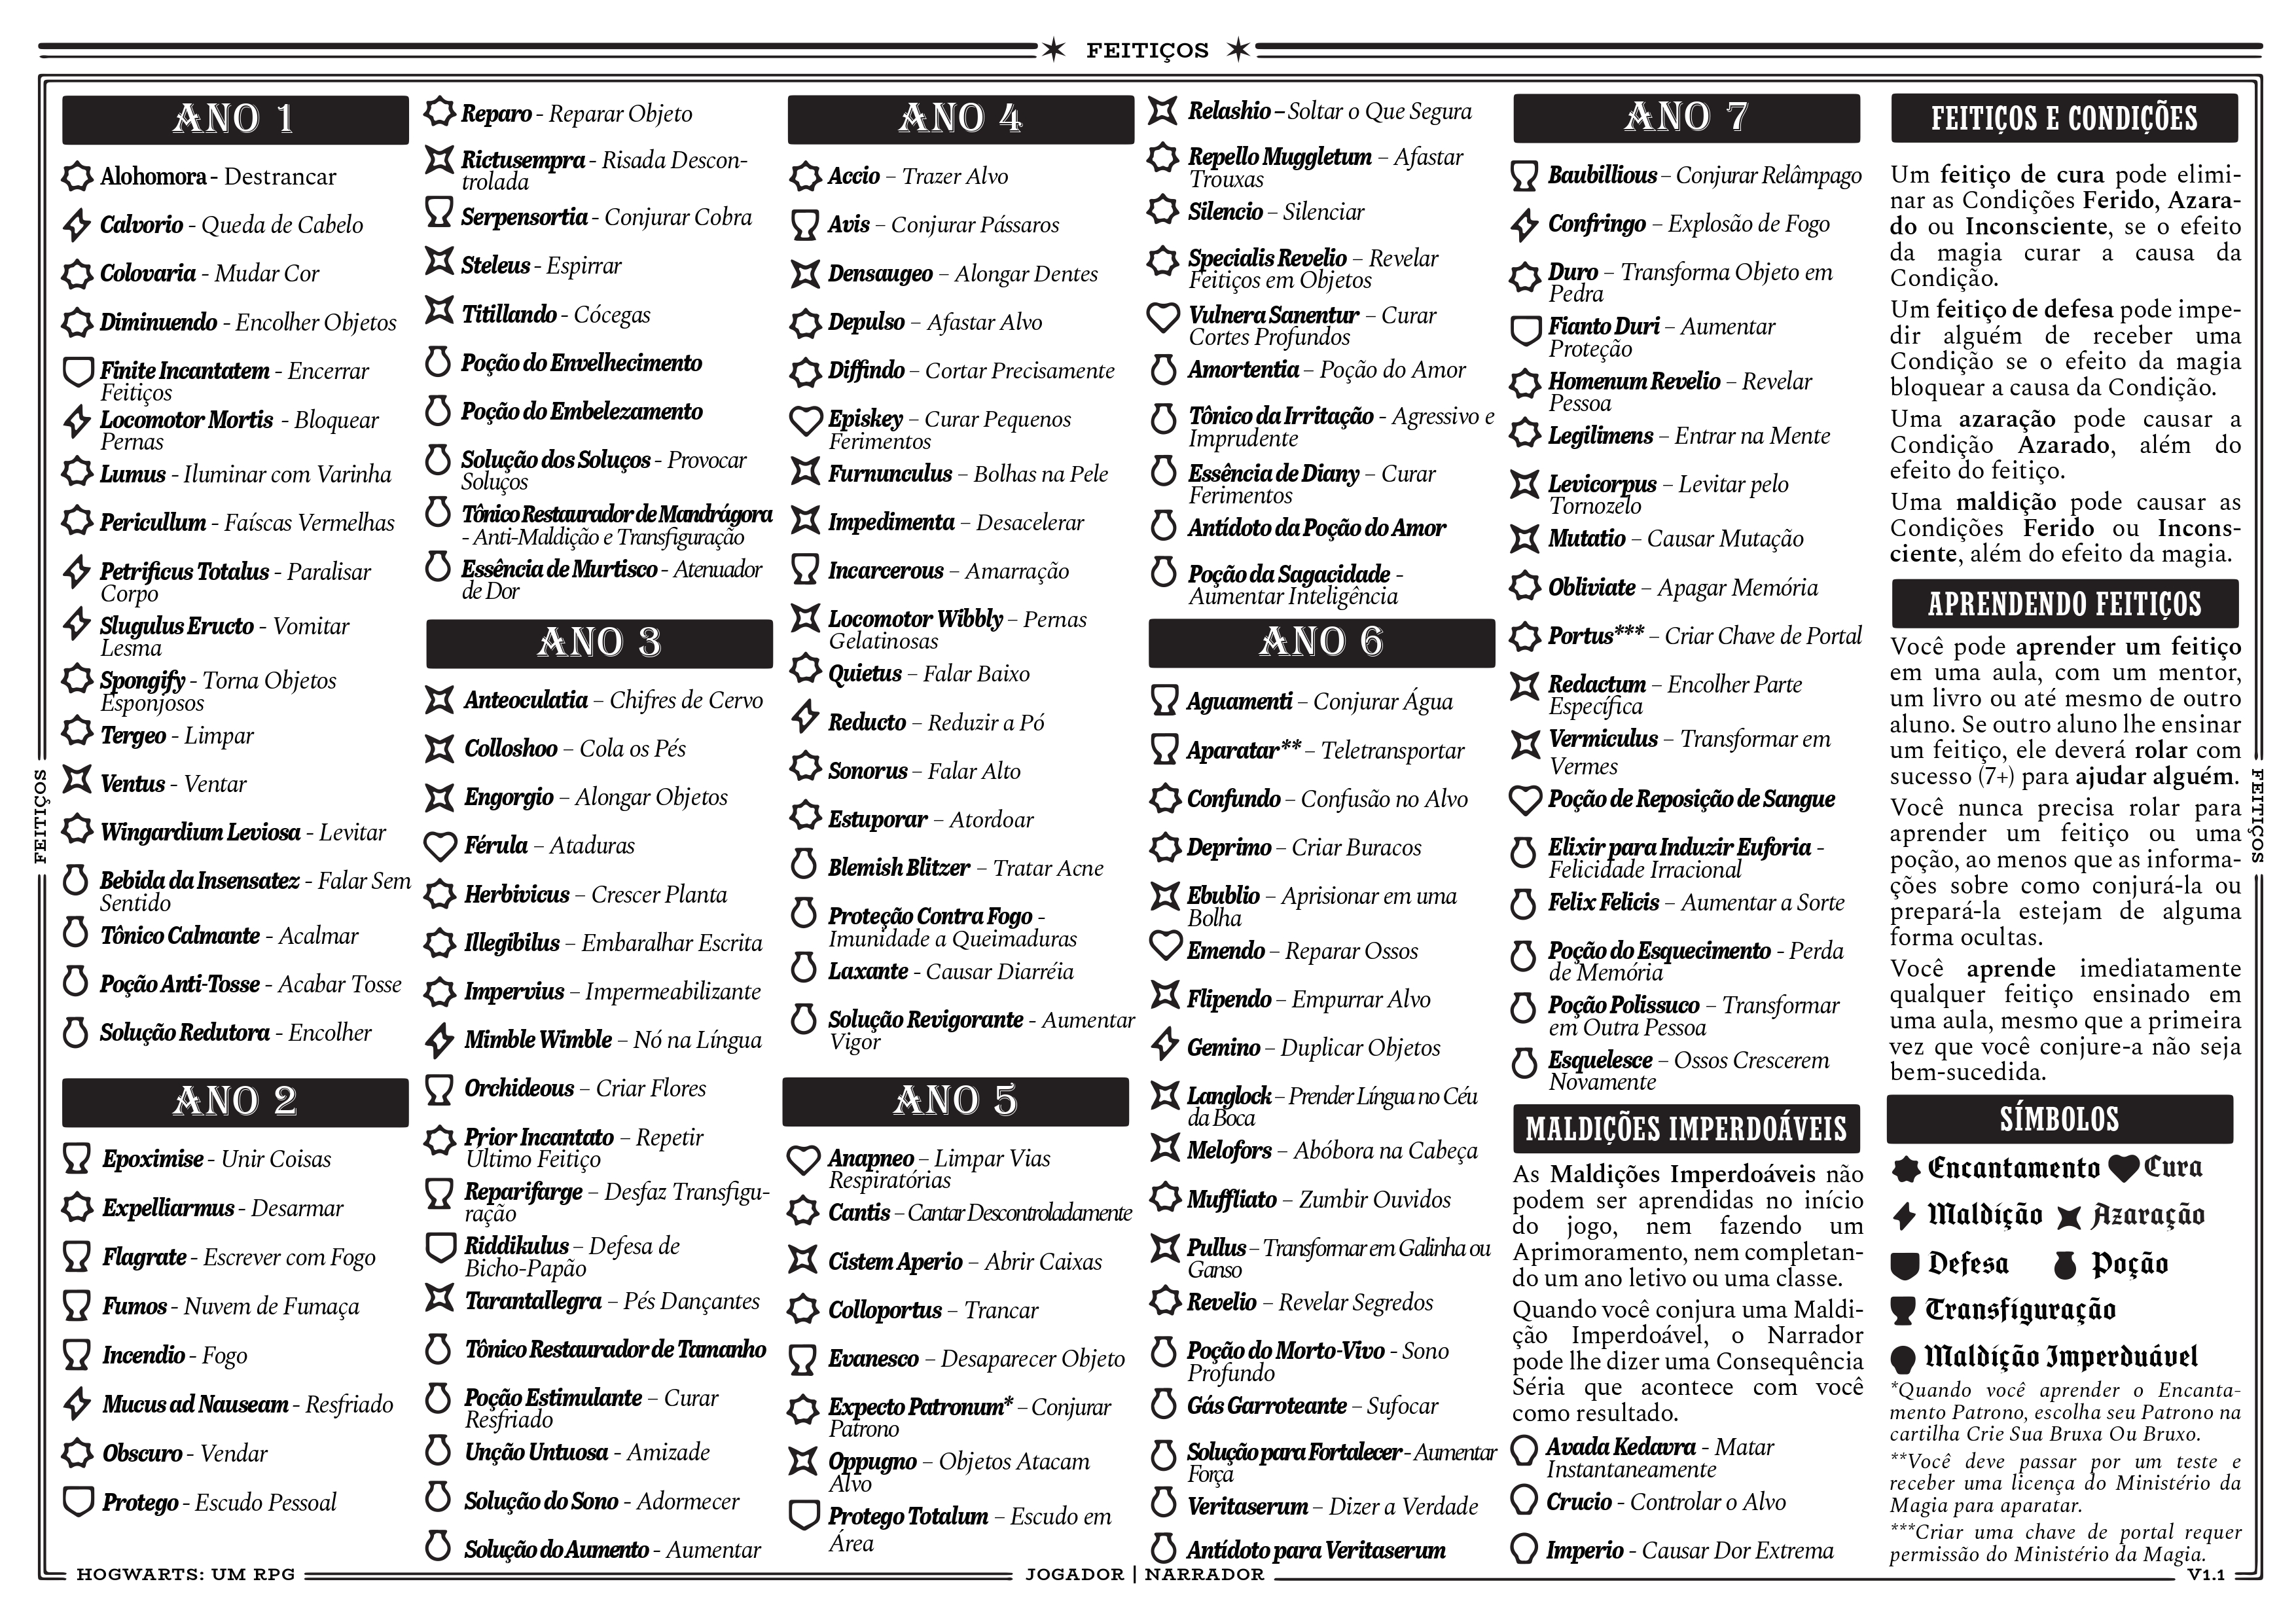 FEITIÇOS
ANO 1
Alohomora - Destrancar
Calvorio - Queda de Cabelo
Colovaria - Mudar Cor
Diminuendo - Encolher Objetos
Finite Incantatem - Encerrar
Feitiços
Locomotor Mortis - Bloquear
Pernas
Lumus - Iluminar com Varinha
Periculum - Faíscas Vermelhas
Petrificus Totalus - Paralisar
Corpo
Slugulus Eructo - Vomitar
Lesma
Spongify - Torna Objetos
Esponjosos
Tergeo - Limpar
Ventus - Ventar
Wingardium Leviosa - Levitar
Bebida da Insensatez - Falar Sem
Sentido
Tônico Calmante - Acalmar
Poção Anti-Tosse - Acabar Tosse
Solução Redutora - Encolher
ANO 2
Epoximise - Unir Coisas
Expelliarmus - Desarmar
Flagrate - Escrever com Fogo
Fumos - Nuvem de Fumaça
Incendio - Fogo
Mucus ad Nauseam - Resfriado
Obscuro - Vendar
Protego - Escudo Pessoal
Reparo - Reparar Objeto
Rictusempra - Risada Descon-
trolada
Serpensortia - Conjurar Cobra
Steleus - Espirrar
Titillando - Cócegas
Poção do Envelhecimento
Poção do Embelezamento
Solução dos Soluços - Provocar
Soluços
Tônico Restaurador de Mandrágora
- Anti-Maldição e Transfiguração
Essência de Murtisco - Atenuador
de Dor
ANO 3
Anteoculatia – Chifres de Cervo
Colloshoo – Cola os Pés
Engorgio – Alongar Objetos
Férula – Ataduras
Herbivicus – Crescer Planta
Illegibilus – Embaralhar Escrita
Impervius – Impermeabilizante
Mimble Wimble – Nó na Língua
Orchideous – Criar Flores
Prior Incantato – Repetir
Último Feitiço
Reparifarge – Desfaz Transfigu-
ração
Riddikulus – Defesa de
Bicho-Papão
Tarantallegra – Pés Dançantes
Tônico Restaurador de Tamanho
Poção Estimulante – Curar
Resfriado
Unção Untuosa - Amizade
Solução do Sono - Adormecer
Solução do Aumento - Aumentar
ANO 4
Accio – Trazer Alvo
Avis – Conjurar Pássaros
Densaugeo – Alongar Dentes
Depulso – Afastar Alvo
Diffindo – Cortar Precisamente
Episkey – Curar Pequenos
Ferimentos
Furnunculus – Bolhas na Pele
Impedimenta – Desacelerar
Incarcerous – Amarração
Locomotor Wibbly – Pernas
Gelatinosas
Quietus – Falar Baixo
Reducto – Reduzir a Pó
Sonorus – Falar Alto
Estuporar – Atordoar
Blemish Blitzer – Tratar Acne
Proteção Contra Fogo -
Imunidade a Queimaduras
Laxante - Causar Diarréia
Solução Revigorante - Aumentar
Vigor
ANO 5
Anapneo – Limpar Vias
Respiratórias
Cantis – Cantar Descontroladamente
Cistem Aperio – Abrir Caixas
Colloportus – Trancar
Evanesco – Desaparecer Objeto
Expecto Patronum* – Conjurar
Patrono
Oppugno – Objetos Atacam
Alvo
Protego Totalum – Escudo em
Área
Relashio – Soltar o Que Segura
Repello Muggletum – Afastar
Trouxas
Silencio – Silenciar
Specialis Revelio – Revelar
Feitiços em Objetos
Vulnera Sanentur – Curar
Cortes Profundos
Amortentia – Poção do Amor
Tônico da Irritação - Agressivo e
Imprudente
Essência de Diany – Curar
Ferimentos
Antídoto da Poção do Amor
Poção da Sagacidade -
Aumentar Inteligência
ANO 6
Aguamenti – Conjurar Água
Aparatar** – Teletransportar
Confundo – Confusão no Alvo
Deprimo – Criar Buracos
Ebublio – Aprisionar em uma
Bolha
Emendo – Reparar Ossos
Flipendo – Empurrar Alvo
Gemino – Duplicar Objetos
Langlock – Prender Língua no Céu
da Boca
Melofors – Abóbora na Cabeça
Muffliato – Zumbir Ouvidos
Pullus – Transformar em Galinha ou
Ganso
Revelio – Revelar Segredos
Poção do Morto-Vivo - Sono
Profundo
Gás Garroteante – Sufocar
Solução para Fortalecer - Aumentar
Força
Veritaserum – Dizer a Verdade
Antídoto para Veritaserum
ANO 7
Baubillious – Conjurar Relâmpago
Confringo – Explosão de Fogo
Duro – Transforma Objeto em
Pedra
Fianto Duri – Aumentar
Proteção
Homenum Revelio – Revelar
Pessoa
Legilimens – Entrar na Mente
Levicorpus – Levitar pelo
Tornozelo
Mutatio – Causar Mutação
Obliviate – Apagar Memória
Portus*** – Criar Chave de Portal
Redactum – Encolher Parte
Específica
Vermiculus – Transformar em
Vermes
Poção de Reposição de Sangue
Elixir para Induzir Euforia -
Felicidade Irracional
Felix Felicis – Aumentar a Sorte
Poção do Esquecimento - Perda
de Memória
Poção Polissuco – Transformar
em Outra Pessoa
Esquelesce – Ossos Crescerem
Novamente
MALDIÇÕES IMPERDOÁVEIS
As Maldições Imperdoáveis não
podem ser aprendidas no início
do jogo, nem fazendo um
Aprimoramento, nem completan-
do um ano letivo ou uma classe.
Quando você conjura uma Maldi-
ção Imperdoável, o Narrador
pode lhe dizer uma Consequência
Séria que acontece com você
como resultado.
Avada Kedavra - Matar
Instantaneamente
Crucio - Controlar o Alvo
Imperio - Causar Dor Extrema
FEITIÇOS E CONDIÇÕES
Um feitiço de cura pode elimi-
nar as Condições Ferido, Azara-
do ou Inconsciente, se o efeito
da magia curar a causa da
Condição.
Um feitiço de defesa pode impe-
dir alguém de receber uma
Condição se o efeito da magia
bloquear a causa da Condição.
Uma azaração pode causar a
Condição Azarado, além do
efeito do feitiço.
Uma maldição pode causar as
Condições Ferido ou Incons-
ciente, além do efeito da magia.
APRENDENDO FEITIÇOS
Você pode aprender um feitiço
em uma aula, com um mentor,
um livro ou até mesmo de outro
aluno. Se outro aluno lhe ensinar
um feitiço, ele deverá rolar com
sucesso (7+) para ajudar alguém.
Você nunca precisa rolar para
aprender um feitiço ou uma
poção, ao menos que as informa-
ções sobre como conjurá-la ou
prepará-la estejam de alguma
forma ocultas.
Você aprende imediatamente
qualquer feitiço ensinado em
uma aula, mesmo que a primeira
vez que você conjure-a não seja
bem-sucedida.
SÍMBOLOS
Encantamento Cura
Maldição Azaração
Defesa Poção
Transfiguração
Maldição Imperduável
*Quando você aprender o Encanta-
mento Patrono, escolha seu Patrono na
cartilha Crie Sua Bruxa Ou Bruxo.
**Você deve passar por um teste e
receber uma licença do Ministério da
Magia para aparatar.
***Criar uma chave de portal requer
permissão do Ministério da Magia.
FEITIÇOS
FEITIÇOS
HOGWARTS: UM RPG
JOGADOR | NARRADOR
V1.1